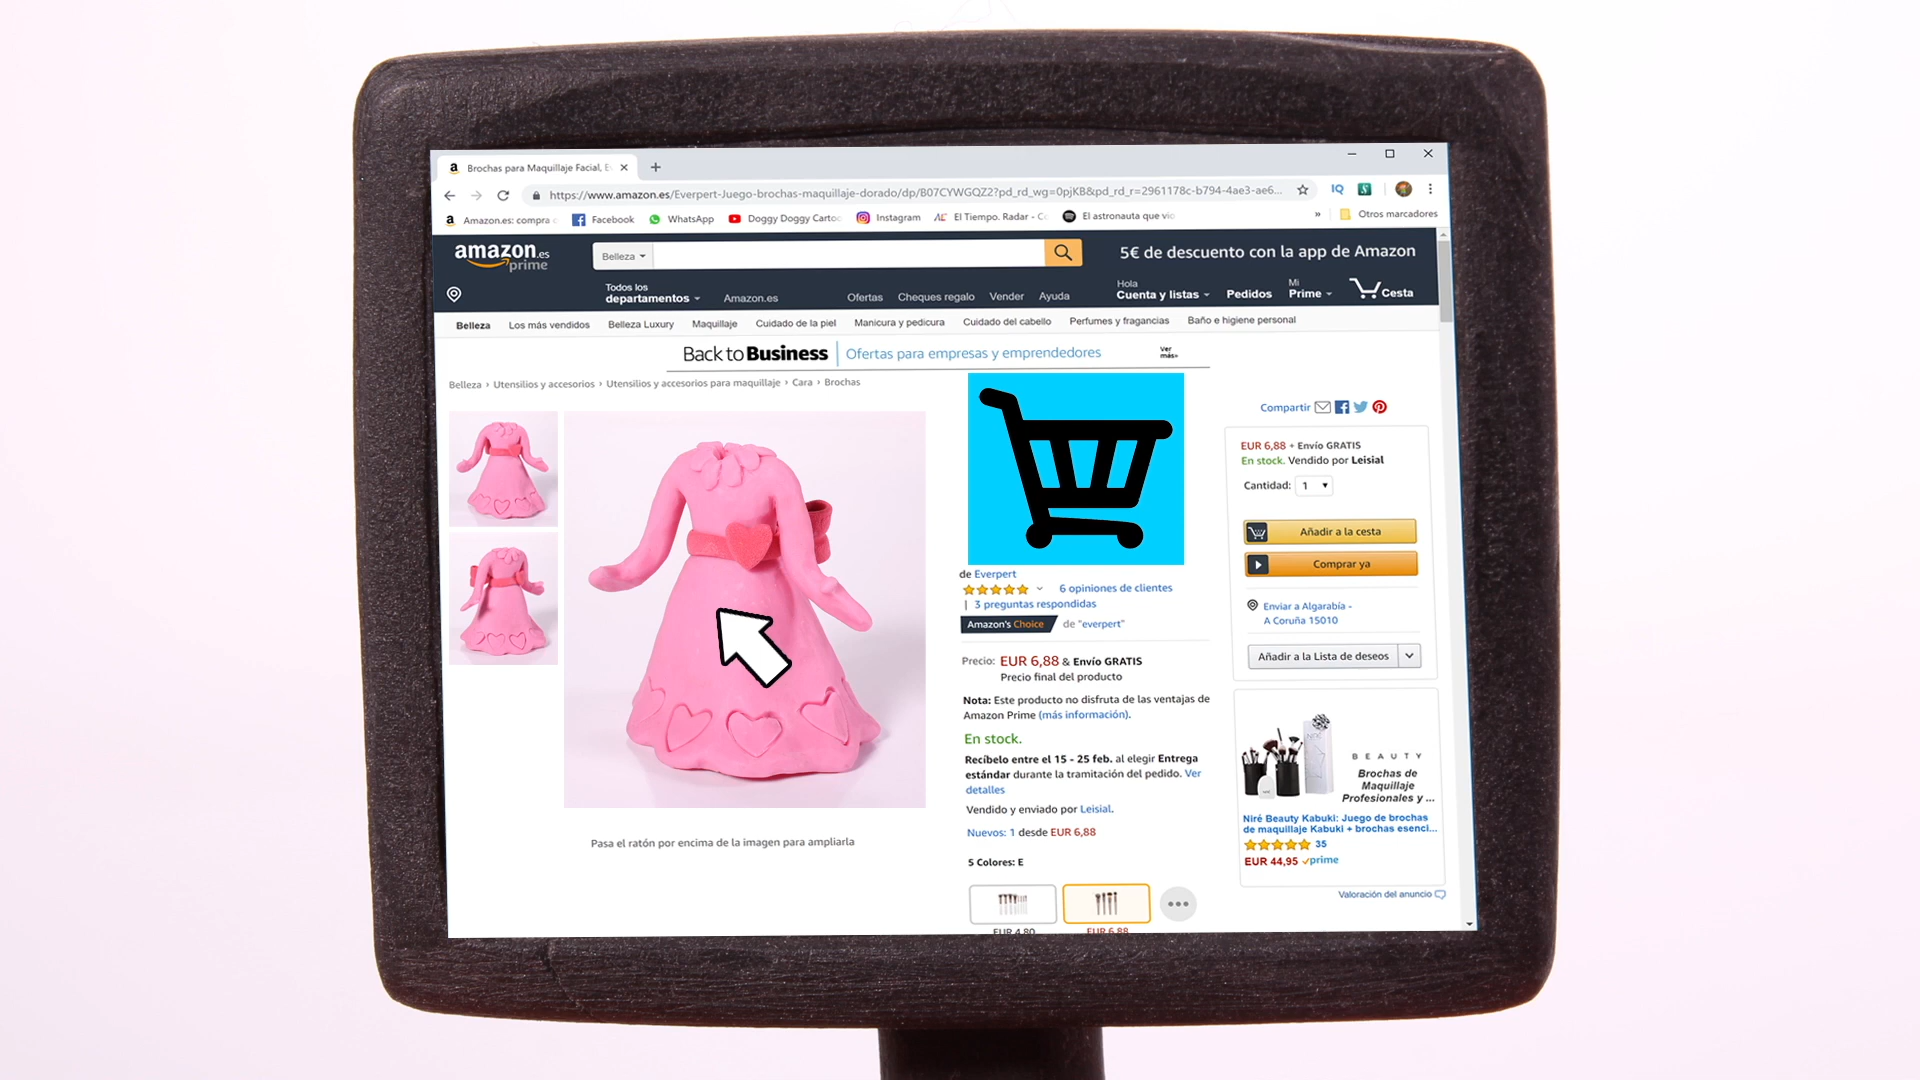 Brochas para Maquillaje Facial, E
https://www.amazon.es/Everpert-Juego-brochas-maquillaje-dorado/dp/B07CYWGQZ2?pd_rd_wg=0pjKB&pd_rd_r=2961178c-b794-4ae3-ae6...
IQ
Amazon.es: compra
Facebook
WhatsApp
Doggy Doggy Cartoo
Instagram
El Tiempo. Radar - C
El astronauta que vio
»
Otros marcadores
amazon.es
prime
Belleza
5€ de descuento con la app de Amazon
Todos los
departamentos
Amazon.es
Ofertas
Cheques regalo
Vender
Ayuda
Hola
Cuenta y listas
Pedidos
Mi
Prime
Cesta
Belleza
Los más vendidos
Belleza Luxury
Maquillaje
Cuidado de la piel
Manicura y pedicura
Cuidado del cabello
Perfumes y fragancias
Baño e higiene personal
Back to Business
Ofertas para empresas y emprendedores
Ver
más»
Belleza › Utensilios y accesorios › Utensilios y accesorios para maquillaje › Cara › Brochas
Pasa el ratón por encima de la imagen para ampliarla
de Everpert
6 opiniones de clientes
| 3 preguntas respondidas
Amazon's Choice de "everpert"
Precio: EUR 6,88 & Envío GRATIS
Precio final del producto
Nota: Este producto no disfruta de las ventajas de
Amazon Prime (más información).
En stock.
Recíbelo entre el 15 - 25 feb. al elegir Entrega
estándar durante la tramitación del pedido. Ver
detalles
Vendido y enviado por Leisial.
Nuevos: 1 desde EUR 6,88
5 Colores: E
EUR 4,80
EUR 6,88
Compartir
EUR 6,88 + Envío GRATIS
En stock. Vendido por Leisial
Cantidad: 1
Añadir a la cesta
Comprar ya
Enviar a Algarabía -
A Coruña 15010
Añadir a la Lista de deseos
BEAUTY
Brochas de
Maquillaje
Profesionales y ...
Niré Beauty Kabuki: Juego de brochas
de maquillaje Kabuki + brochas esenci...
35
EUR 44,95 prime
Valoración del anuncio